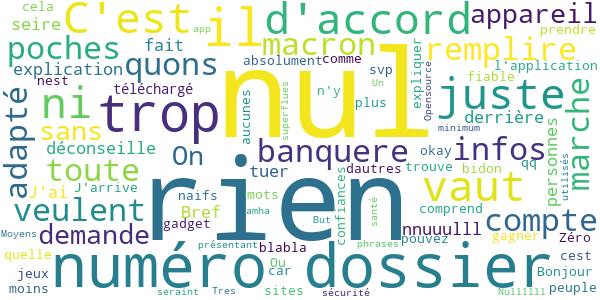 cela
app
C'est
il
d'accord
appareil
seire
prendre
poches
fait
macron
remplire
explication
quons
absolument
comme
svp
expliquer
Un
l'application
nest
téléchargé
trop
nul
n'y
plus
Opensource
juste
fiable
marche
adapté
ni
sans
aucunes
superflues
derrière
déconseille
On
banquere
infos
personnes
toute
tuer
dautres
okay
minimum
J'ai
J'arrive
rien
trouve
bidon
qq
utilisés
veulent
naifs
mots
confiances
vaut
comprend
Bref
amha
But
santé
compte
demande
gadget
nnuuulll
pouvez
gagner
Zéro
Moyens
présentant
blabla
phrases
cest
quelle
numéro
dossier
Ou
Bonjour
moins
jeux
car
sites
sécurité
peuple
seraint
Tres
Nullllll